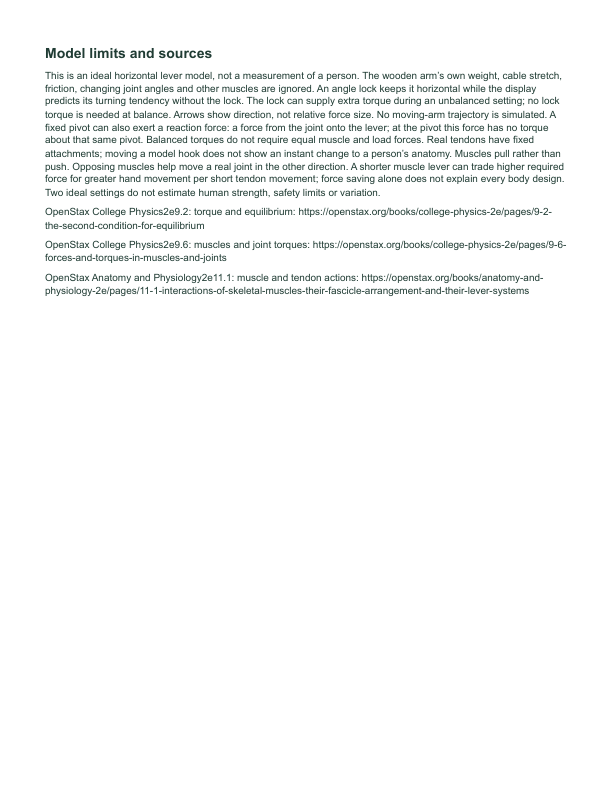 Model limits and sources
This is an ideal horizontal lever model, not a measurement of a person. The wooden arm’s own weight, cable stretch,
friction, changing joint angles and other muscles are ignored. An angle lock keeps it horizontal while the display
predicts its turning tendency without the lock. The lock can supply extra torque during an unbalanced setting; no lock
torque is needed at balance. Arrows show direction, not relative force size. No moving-arm trajectory is simulated. A
fixed pivot can also exert a reaction force: a force from the joint onto the lever; at the pivot this force has no torque
about that same pivot. Balanced torques do not require equal muscle and load forces. Real tendons have fixed
attachments; moving a model hook does not show an instant change to a person’s anatomy. Muscles pull rather than
push. Opposing muscles help move a real joint in the other direction. A shorter muscle lever can trade higher required
force for greater hand movement per short tendon movement; force saving alone does not explain every body design.
Two ideal settings do not estimate human strength, safety limits or variation.
OpenStax College Physics2e9.2: torque and equilibrium: https://openstax.org/books/college-physics-2e/pages/9-2-
the-second-condition-for-equilibrium
OpenStax College Physics2e9.6: muscles and joint torques: https://openstax.org/books/college-physics-2e/pages/9-6-
forces-and-torques-in-muscles-and-joints
OpenStax Anatomy and Physiology2e11.1: muscle and tendon actions: https://openstax.org/books/anatomy-and-
physiology-2e/pages/11-1-interactions-of-skeletal-muscles-their-fascicle-arrangement-and-their-lever-systems